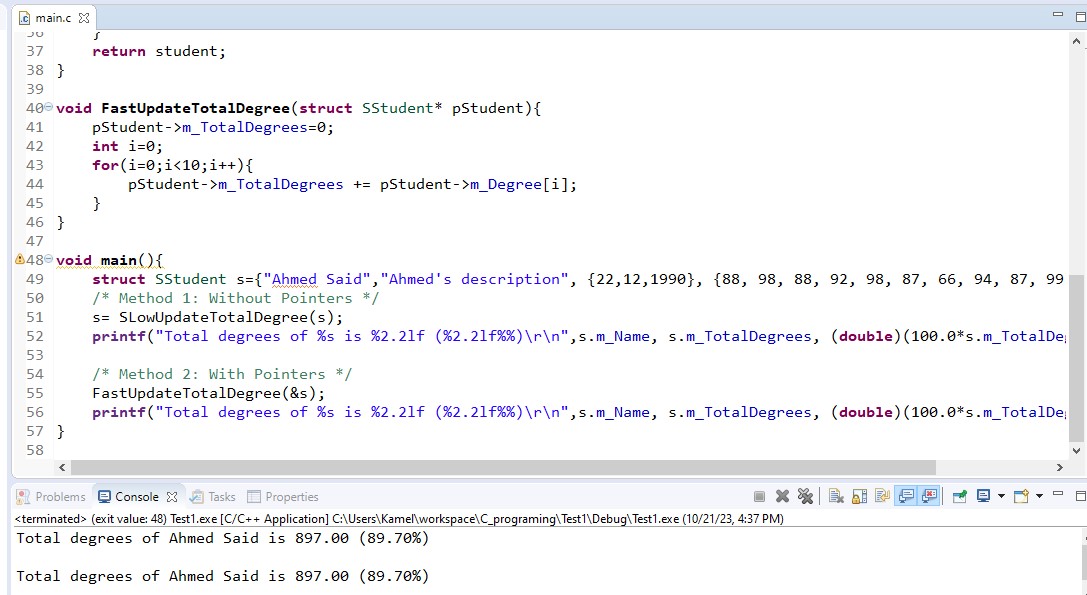 main.c
36 }
37 return student;
38 }
39
40 void FastUpdateTotalDegree(struct SStudent* pStudent){
41 pStudent->m_TotalDegrees=0;
42 int i=0;
43 for(i=0;i<10;i++){
44 pStudent->m_TotalDegrees += pStudent->m_Degree[i];
45 }
46 }
47
48 void main(){
49 struct SStudent s={"Ahmed Said","Ahmed's description", {22,12,1990}, {88, 98, 88, 92, 98, 87, 66, 94, 87, 99
50 /* Method 1: Without Pointers */
51 s= SLowUpdateTotalDegree(s);
52 printf("Total degrees of %s is %2.2lf (%2.2lf%%)\r\n",s.m_Name, s.m_TotalDegrees, (double)(100.0*s.m_TotalDe
53
54 /* Method 2: With Pointers */
55 FastUpdateTotalDegree(&s);
56 printf("Total degrees of %s is %2.2lf (%2.2lf%%)\r\n",s.m_Name, s.m_TotalDegrees, (double)(100.0*s.m_TotalDe
57 }
58
Problems Console Tasks Properties
<terminated> (exit value: 48) Test1.exe [C/C++ Application] C:\Users\Kamel\workspace\C_programing\Test1\Debug\Test1.exe (10/21/23, 4:37 PM)
Total degrees of Ahmed Said is 897.00 (89.70%)
Total degrees of Ahmed Said is 897.00 (89.70%)